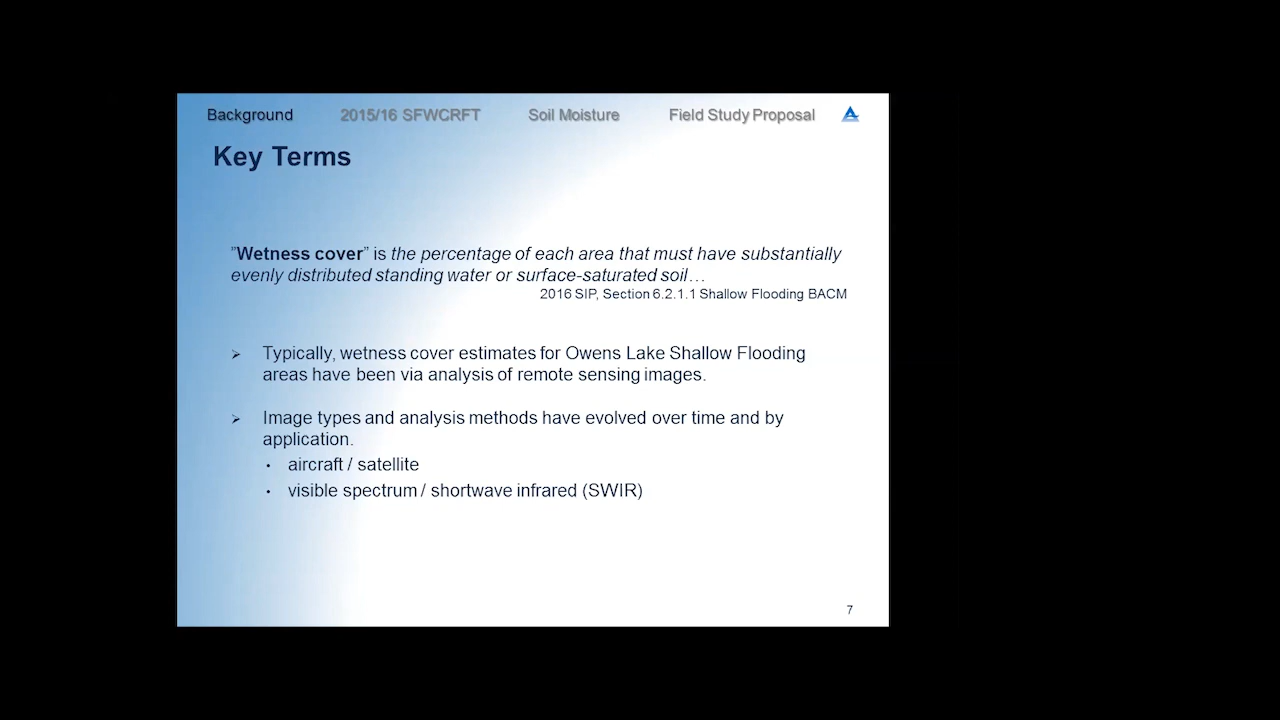 Background 2015/16 SFWCRFT Soil Moisture Field Study Proposal
Key Terms
"Wetness cover" is the percentage of each area that must have substantially
evenly distributed standing water or surface-saturated soil…
2016 SIP, Section 6.2.1.1 Shallow Flooding BACM
➢ Typically, wetness cover estimates for Owens Lake Shallow Flooding
areas have been via analysis of remote sensing images.
➢ Image types and analysis methods have evolved over time and by
application.
• aircraft / satellite
• visible spectrum / shortwave infrared (SWIR)
7